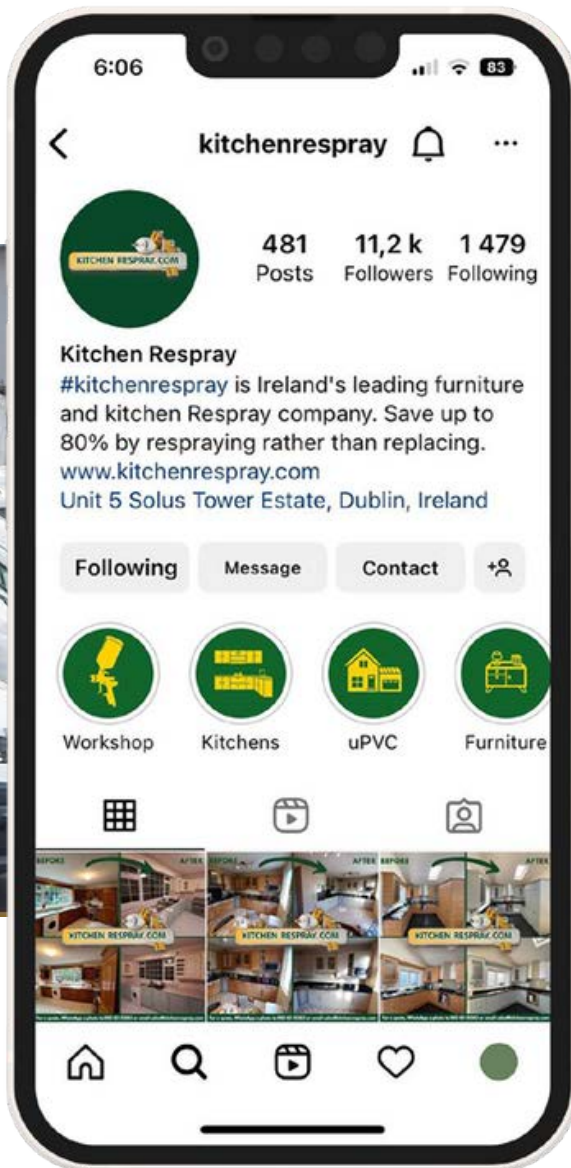 6:06
83
kitchenrespray
...
KITCHEN RESPRAY.COM
481 11,2 k 1 479
Posts Followers Following
Kitchen Respray
#kitchenrespray is Ireland's leading furniture
and kitchen Respray company. Save up to
80% by respraying rather than replacing.
www.kitchenrespray.com
Unit 5 Solus Tower Estate, Dublin, Ireland
Following Message Contact
Workshop Kitchens uPVC Furniture
BEFORE AFTER BEFORE AFTER BEFORE AFTER
KITCHEN RESPRAY.COM KITCHEN RESPRAY.COM KITCHEN RESPRAY.COM